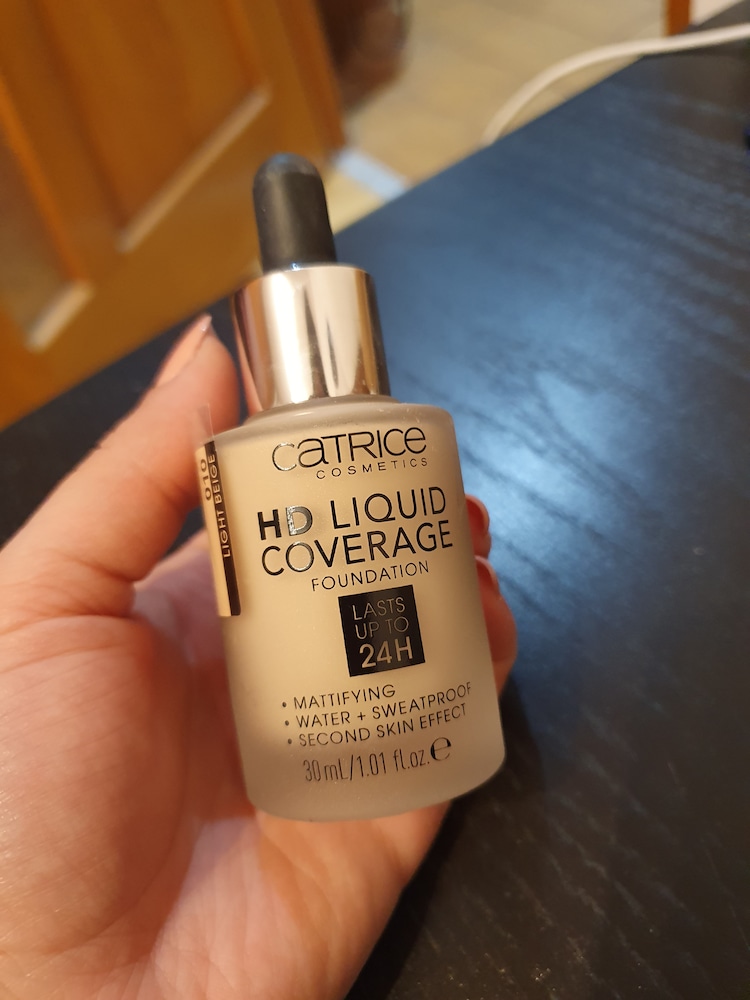 CATRICE
COSMETICS
HD LIQUID
COVERAGE
FOUNDATION
LASTS
UP TO
24H
• MATTIFYING
• WATER + SWEATPROOF
• SECOND SKIN EFFECT
30 mL/1.01 fl.oz. ℮
010
LIGHT BEIGE